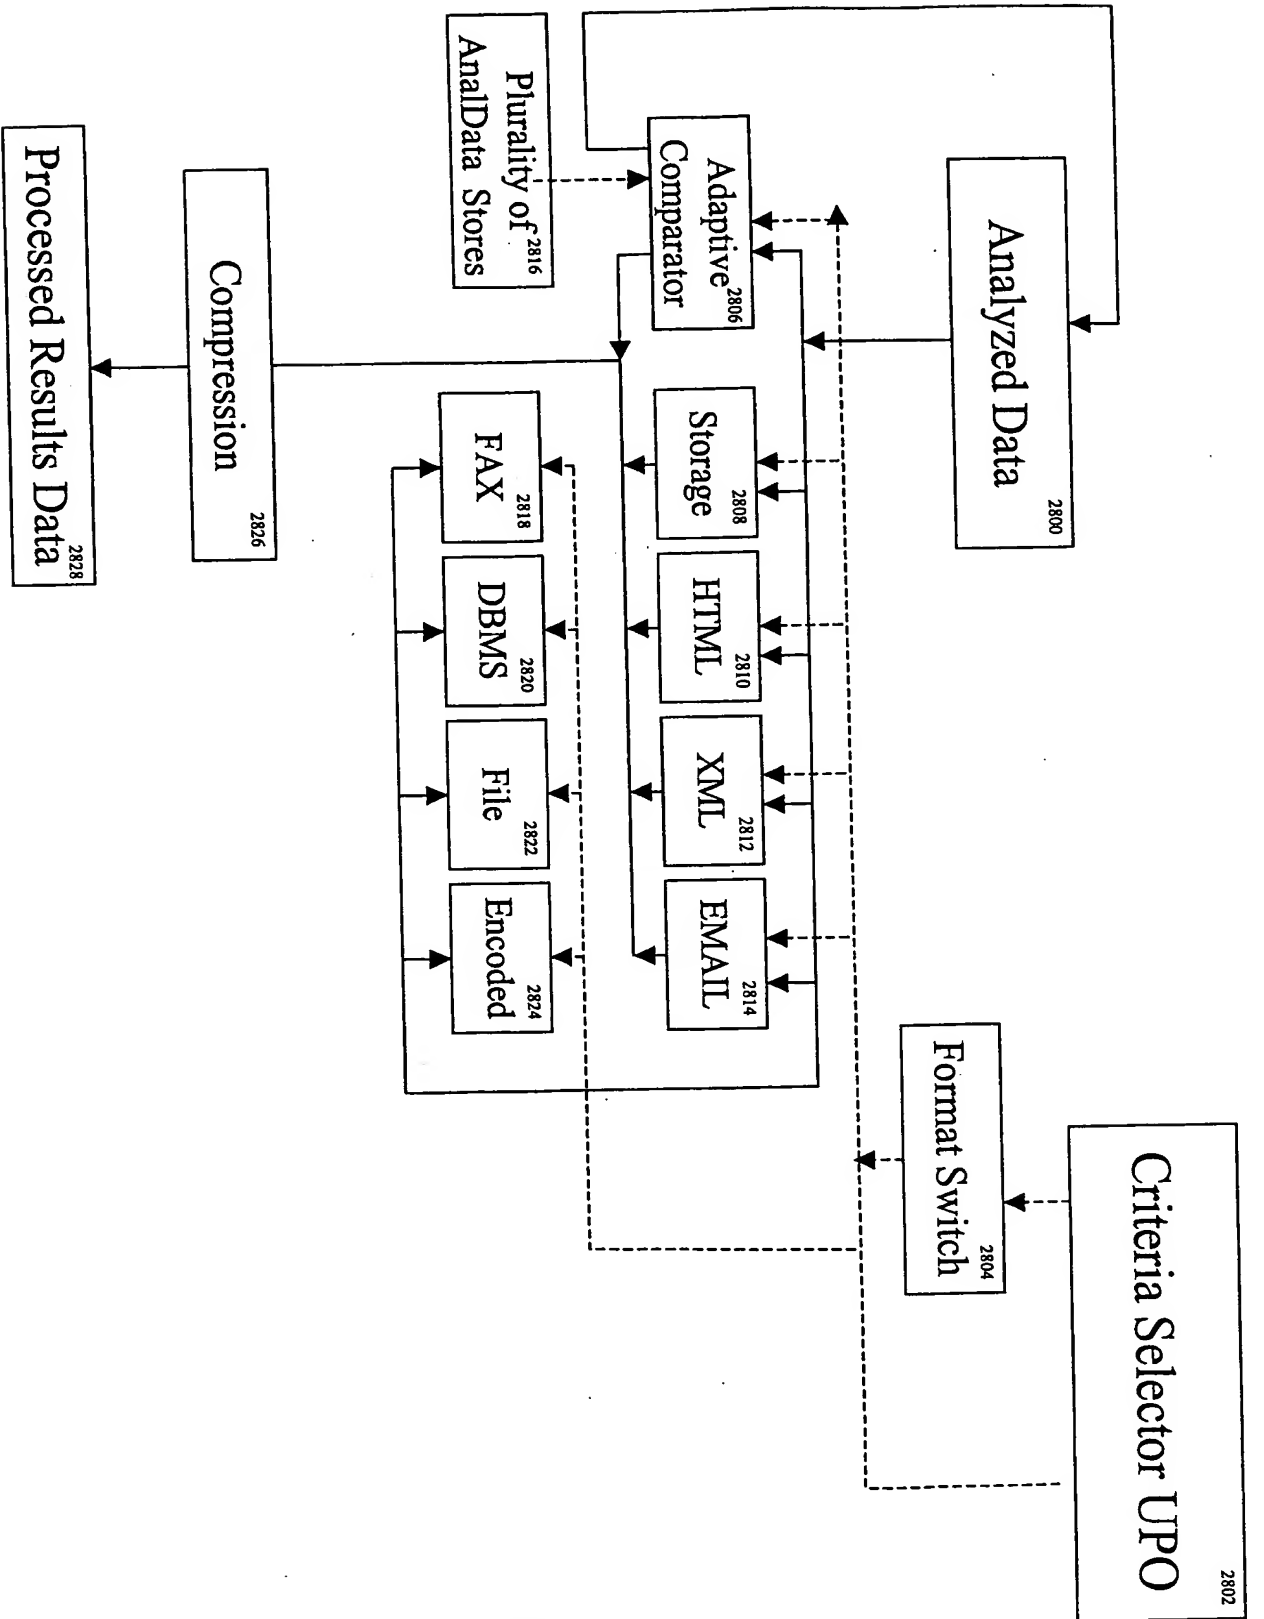 Criteria Selector UPO
2802
Analyzed Data
2800
Format Switch
2804
Adaptive
Comparator
2806
Storage
2808
HTML
2810
XML
2812
EMAIL
2814
Plurality of
AnalData Stores
2816
FAX
2818
DBMS
2820
File
2822
Encoded
2824
Compression
2826
Processed Results Data
2828